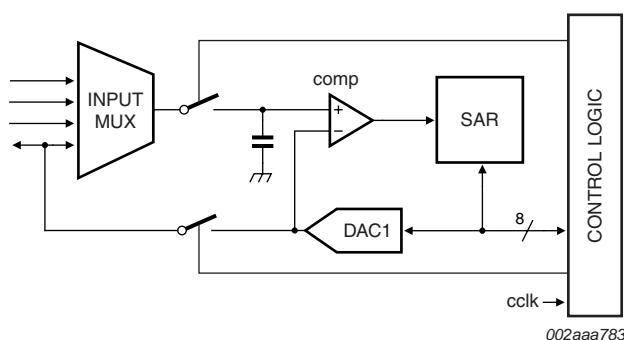 comp
INPUT
MUX
+
−
SAR
CONTROL LOGIC
DAC1
8
cclk
002aaa783